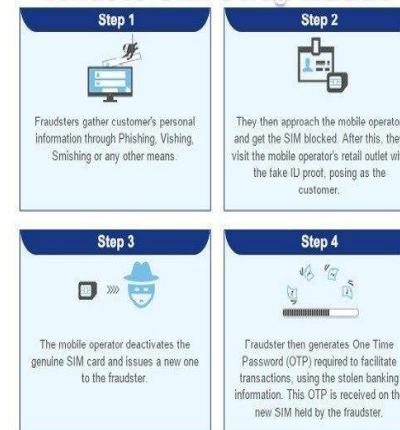 Step 1
Fraudsters gather customer's personal
information through Phishing, Vishing,
Smishing or any other means.
Step 2
They then approach the mobile operato
and get the SIM blocked. After this, the
visit the mobile operator's retail outlet wi
the fake ID proof, posing as the
customer.
Step 3
The mobile operator deactivates the
genuine SIM card and issues a new one
to the fraudster.
Step 4
Fraudster then generates One Time
Password (OTP) required to facilitate
transactions, using the stolen banking
information. This OTP is received on th
new SIM held by the fraudster.